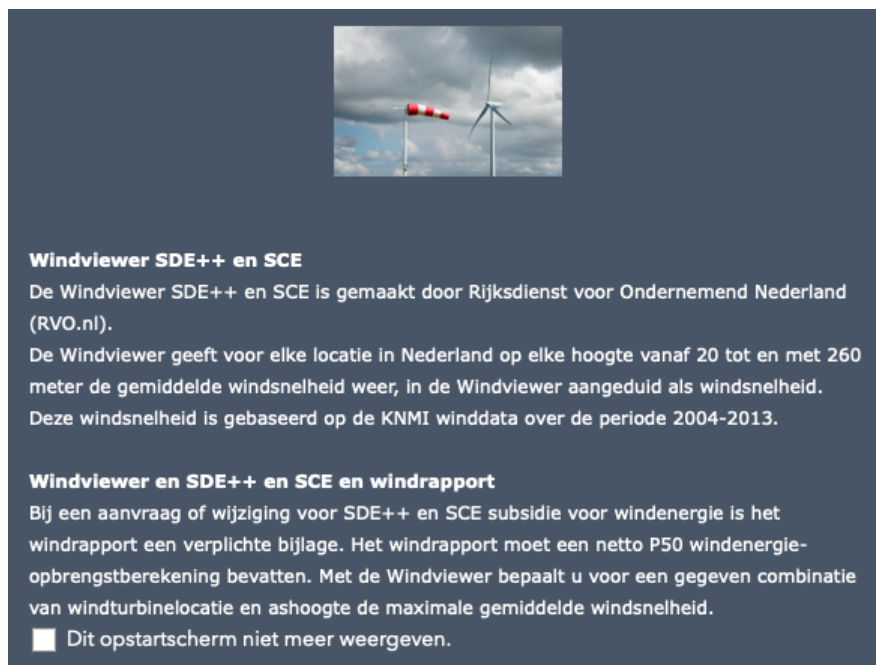 Windviewer SDE++ en SCE
De Windviewer SDE++ en SCE is gemaakt door Rijksdienst voor Ondernemend Nederland
(RVO.nl).
De Windviewer geeft voor elke locatie in Nederland op elke hoogte vanaf 20 tot en met 260
meter de gemiddelde windsnelheid weer, in de Windviewer aangeduid als windsnelheid.
Deze windsnelheid is gebaseerd op de KNMI winddata over de periode 2004-2013.
Windviewer en SDE++ en SCE en windrapport
Bij een aanvraag of wijziging voor SDE++ en SCE subsidie voor windenergie is het
windrapport een verplichte bijlage. Het windrapport moet een netto P50 windenergie-
opbrengstberekening bevatten. Met de Windviewer bepaalt u voor een gegeven combinatie
van windturbinelocatie en ashoogte de maximale gemiddelde windsnelheid.
Dit opstartscherm niet meer weergeven.